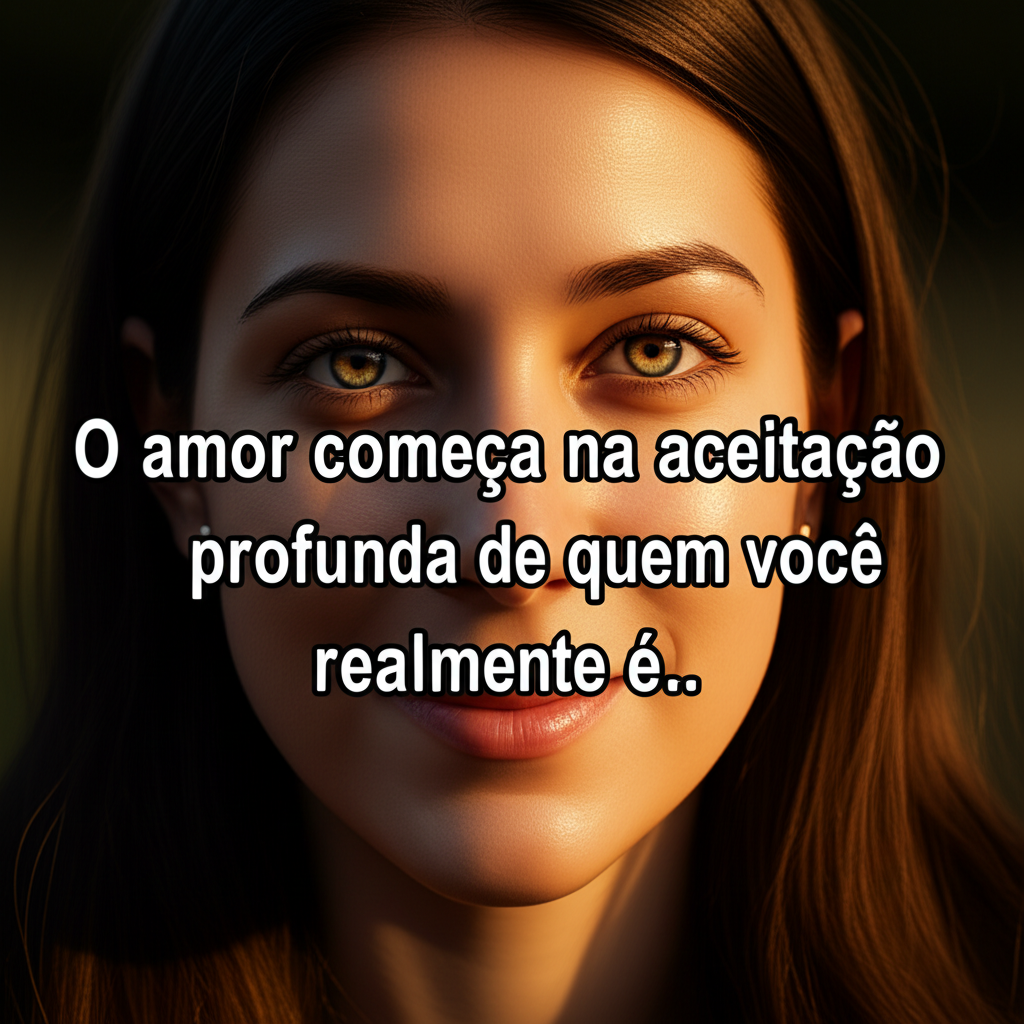 O amor começa na aceitação
profunda de quem você
realmente é..